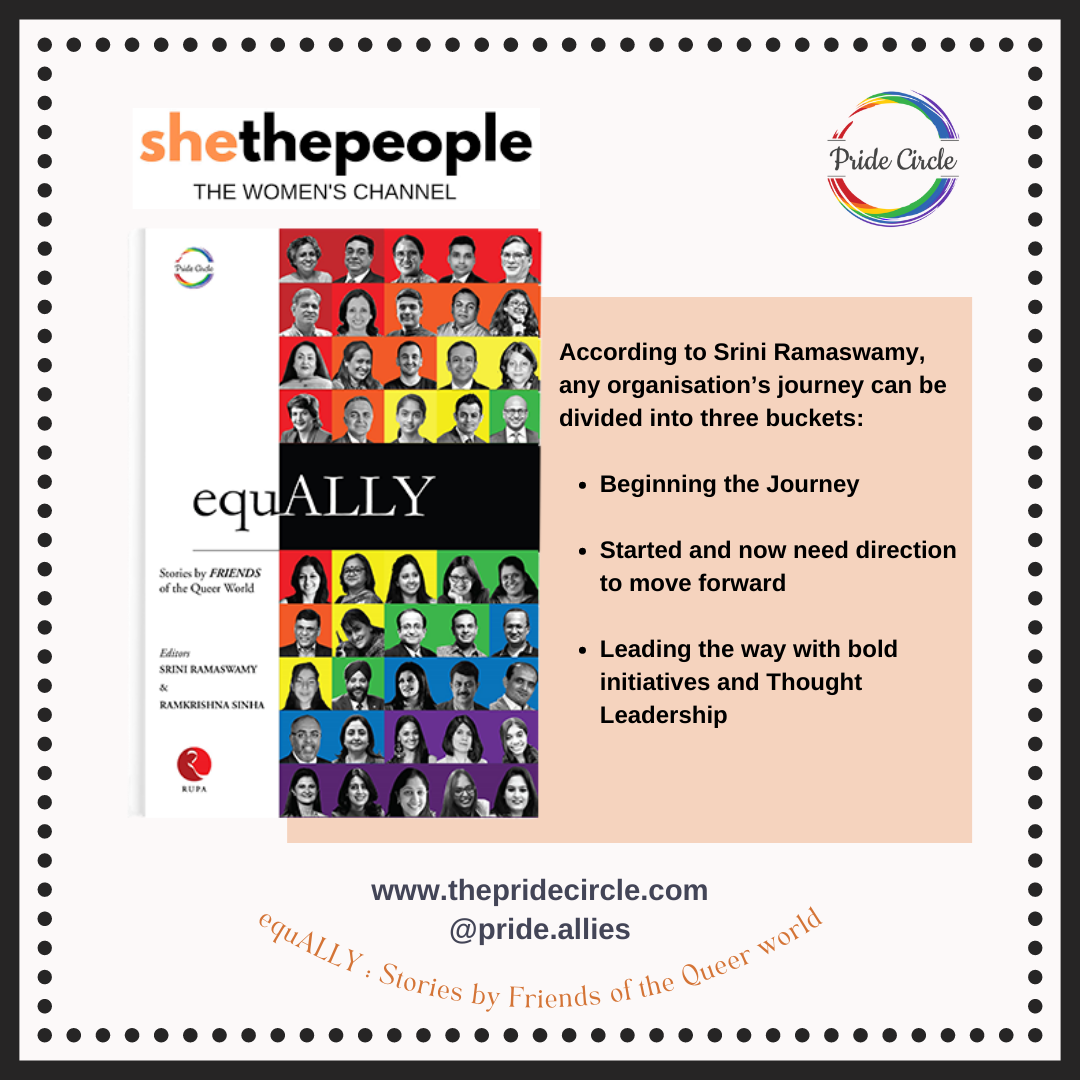 shethepeople
THE WOMEN'S CHANNEL
Pride Circle
Pride Circle
equALLY
Stories by FRIENDS
of the Queer World
Editors
SRINI RAMASWAMY
&
RAMKRISHNA SINHA
RUPA
According to Srini Ramaswamy,
any organisation’s journey can be
divided into three buckets:
• Beginning the Journey
• Started and now need direction
to move forward
• Leading the way with bold
initiatives and Thought
Leadership
www.thepridecircle.com
@pride.allies
equALLY : Stories by Friends of the Queer world